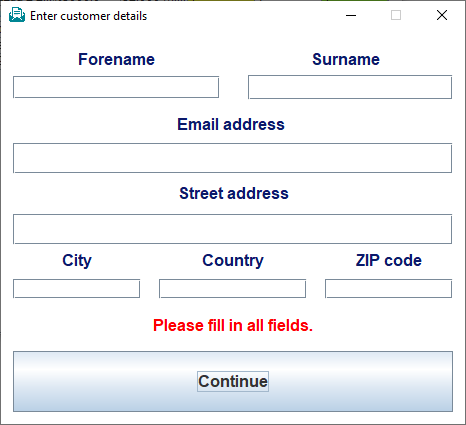 Enter customer details
Forename Surname
Email address
Street address
City Country ZIP code
Please fill in all fields.
Continue